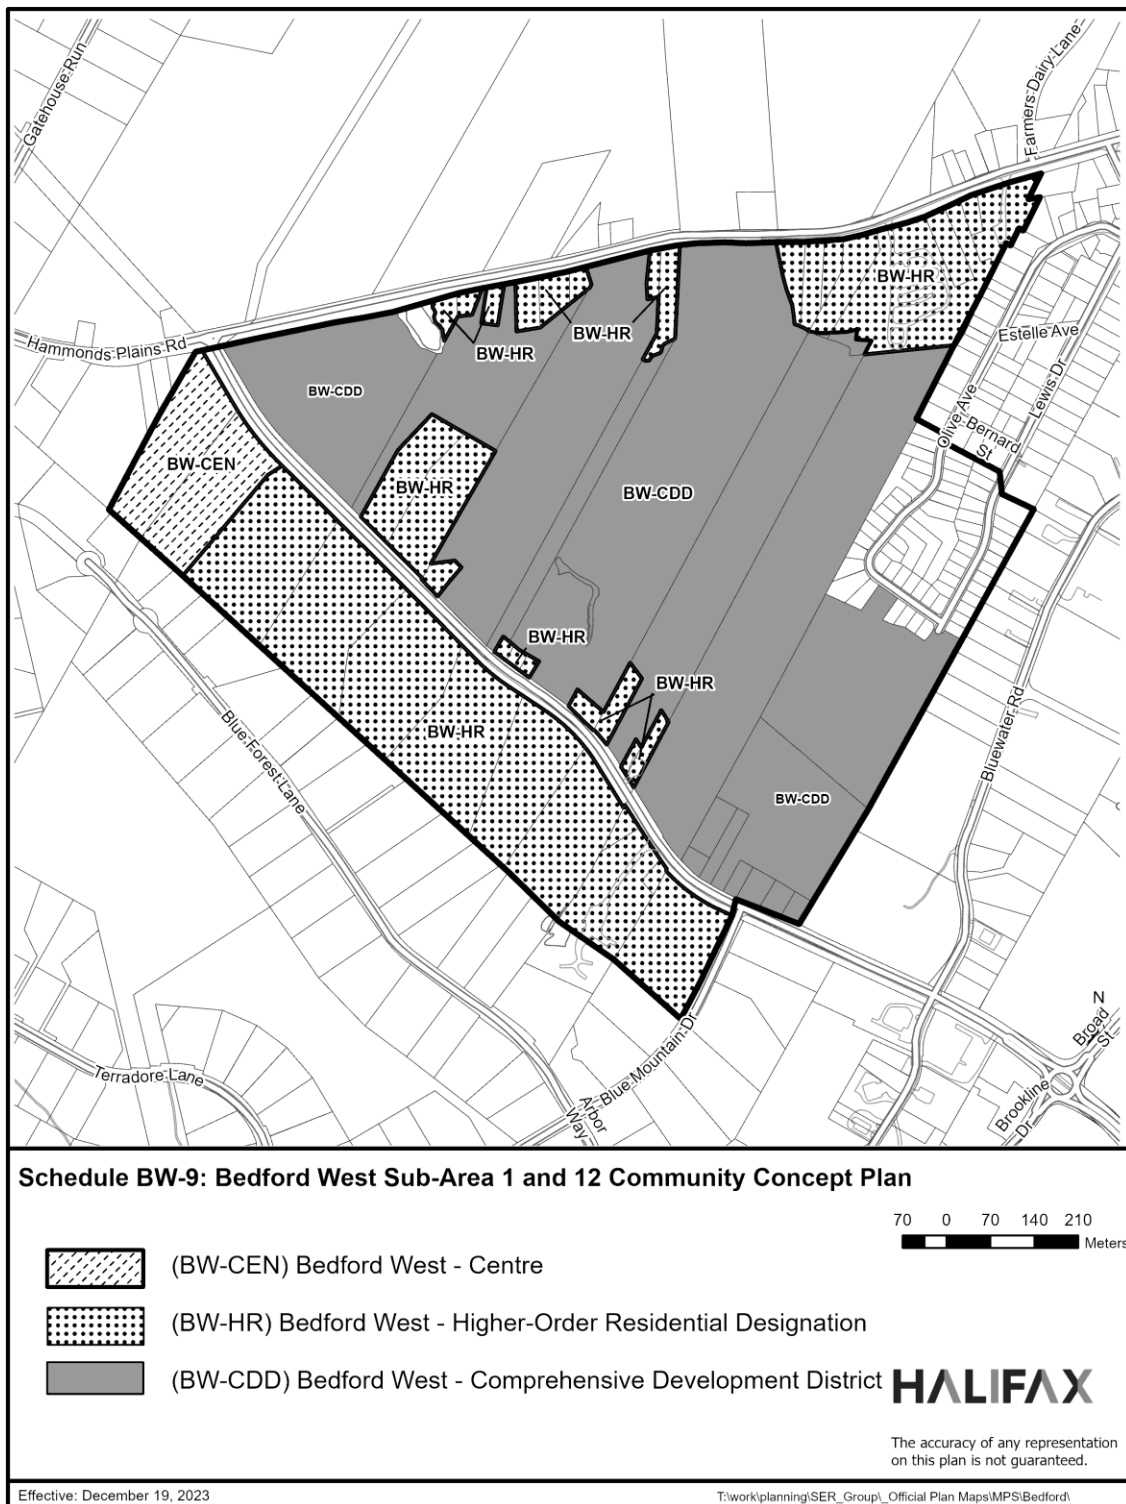 Gatehouse Run
Farmers Dairy Lane
Hammonds Plains Rd
BW-HR
Estelle Ave
Lewis Dr
Olive Ave
Bernard
St
BW-HR
BW-HR
BW-CDD
BW-CEN
BW-HR
BW-CDD
BW-HR
BW-HR
BW-HR
BW-CDD
Blue Forest Lane
Bluewater Rd
Terradore Lane
Blue Mountain Dr
Arbor
Way
N
Broad
St
Brookline
Dr
Schedule BW-9: Bedford West Sub-Area 1 and 12 Community Concept Plan
70 0 70 140 210
Meters
(BW-CEN) Bedford West - Centre
(BW-HR) Bedford West - Higher-Order Residential Designation
(BW-CDD) Bedford West - Comprehensive Development District
HALIFAX
The accuracy of any representation
on this plan is not guaranteed.
Effective: December 19, 2023
T:\work\planning\SER_Group\_Official Plan Maps\MPS\Bedford\